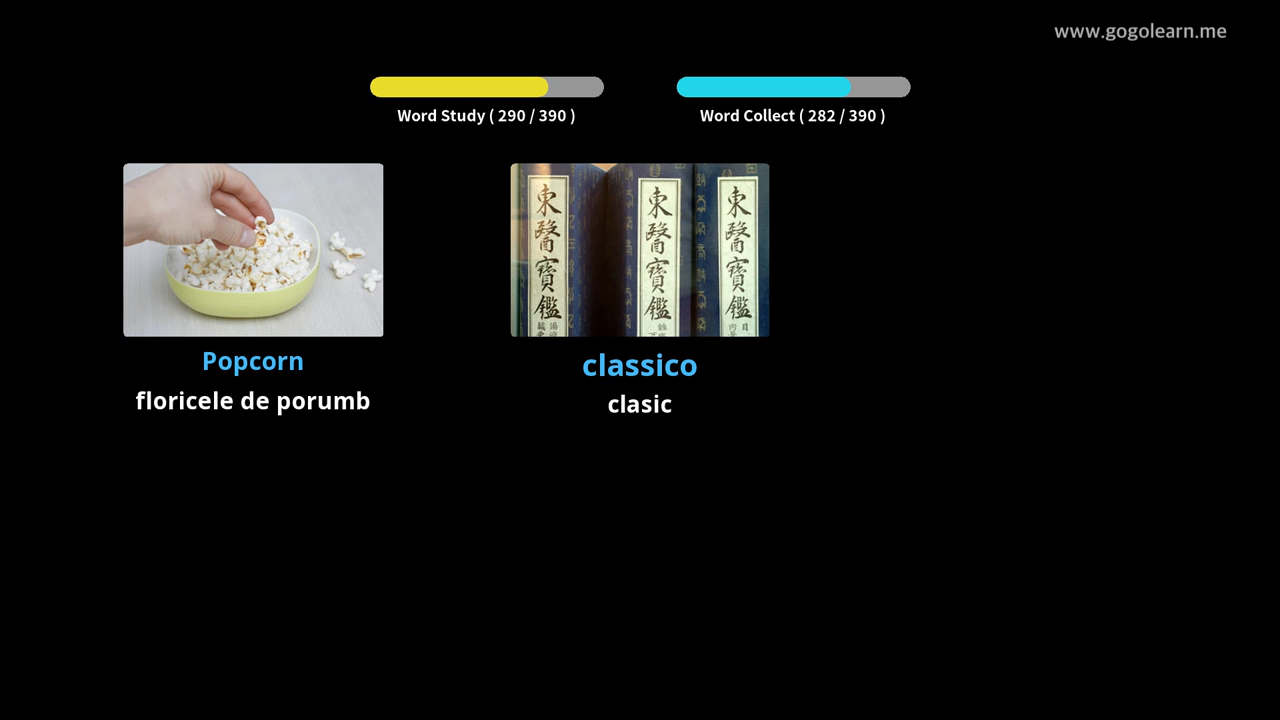 www.gogolearn.me
Word Study ( 290 / 390 )
Word Collect ( 282 / 390 )
東醫寶鑑
東醫寶鑑
東醫寶鑑
Popcorn
floricele de porumb
classico
clasic